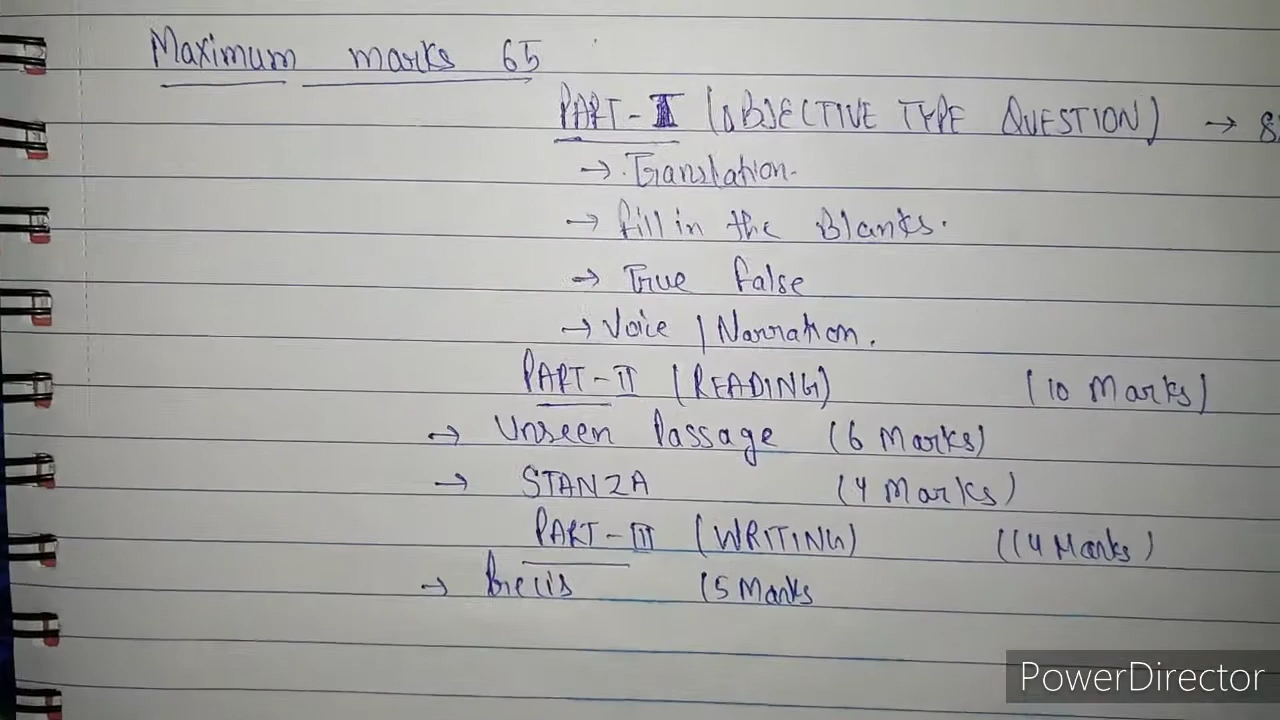 Maximum marks 65
PART-I (OBJECTIVE TYPE QUESTION) → 8
→ Translation.
→ fill in the Blanks.
→ True false
→ Voice / Narration.
PART-II (READING) (10 Marks)
→ Unseen Passage (6 Marks)
→ STANZA (4 Marks)
PART-III (WRITING) (14 Marks)
→ Precis (5 Marks
PowerDirector